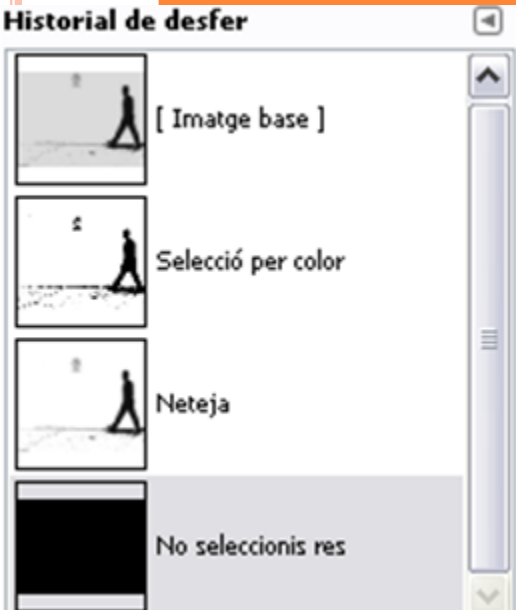 Historial de desfer
[ Imatge base ]
Selecció per color
Neteja
No seleccionis res